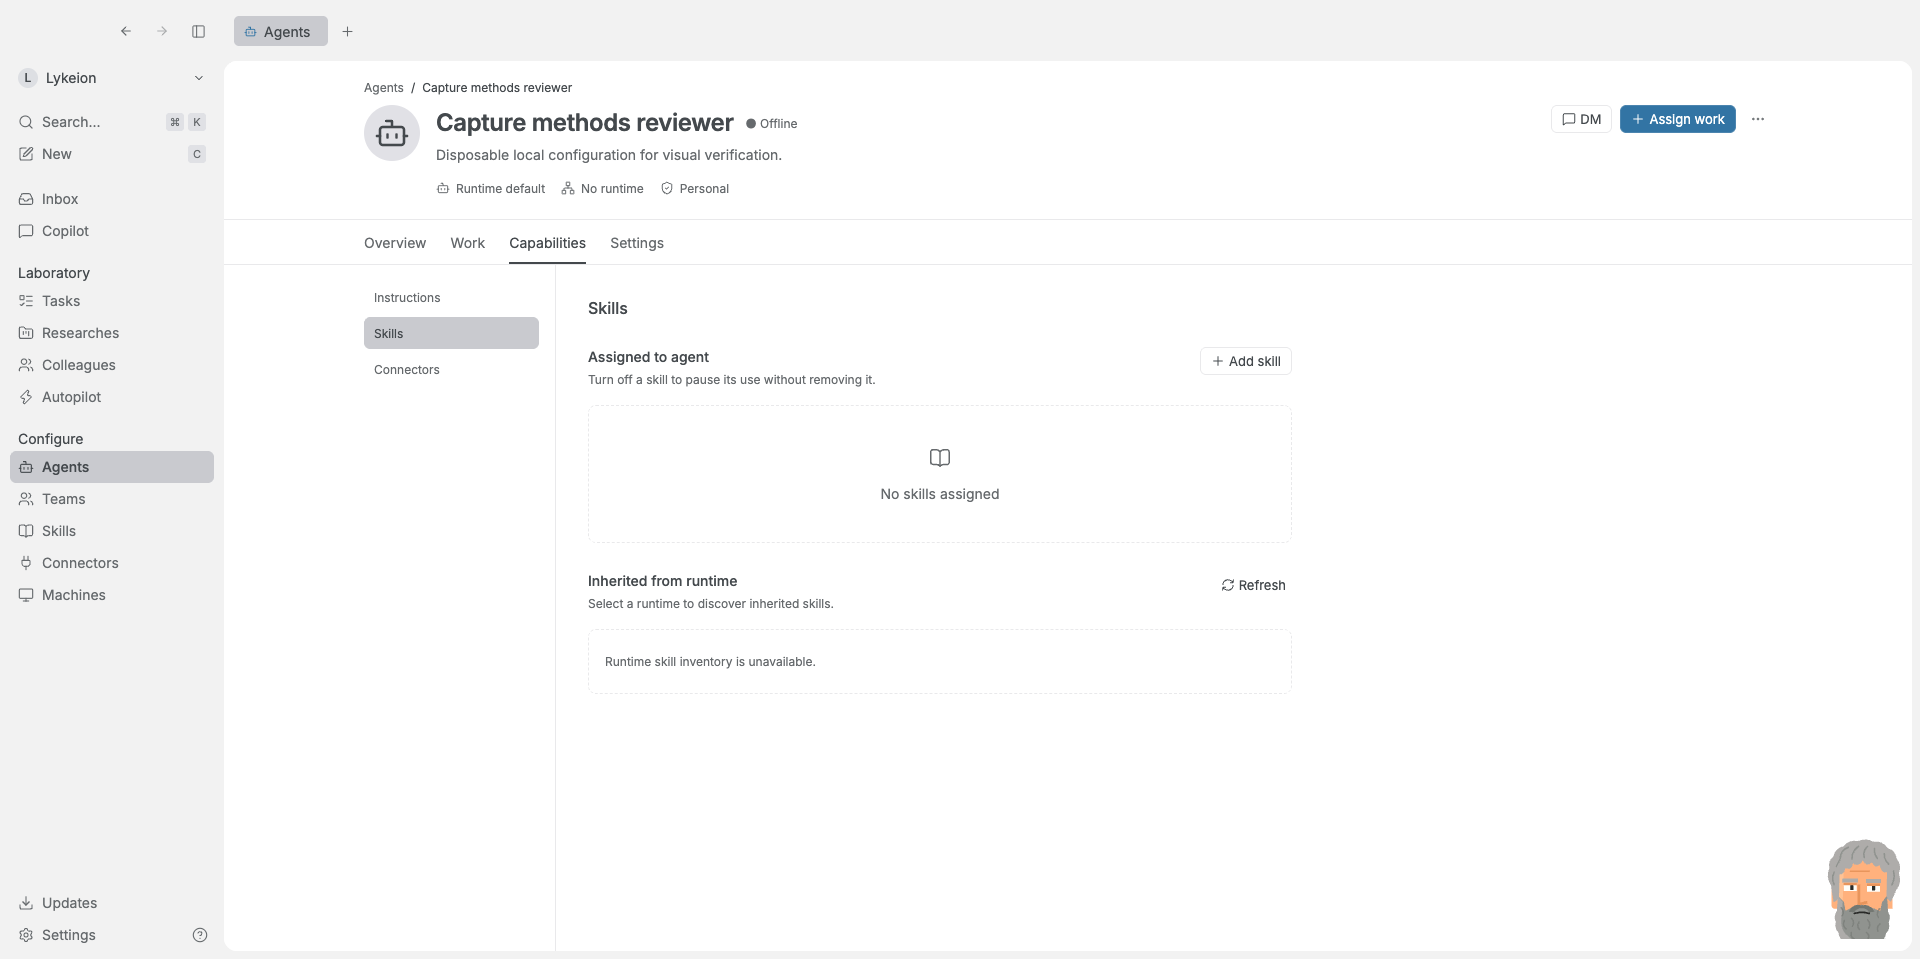 Agents
L Lykeion
Search... ⌘ K
New C
Inbox
Copilot
Laboratory
Tasks
Researches
Colleagues
Autopilot
Configure
Agents
Teams
Skills
Connectors
Machines
Updates
Settings
Agents / Capture methods reviewer
Capture methods reviewer Offline
Disposable local configuration for visual verification.
Runtime default No runtime Personal
DM + Assign work
Overview Work Capabilities Settings
Instructions
Skills
Connectors
Skills
Assigned to agent
Turn off a skill to pause its use without removing it.
+ Add skill
No skills assigned
Inherited from runtime
Select a runtime to discover inherited skills.
Refresh
Runtime skill inventory is unavailable.